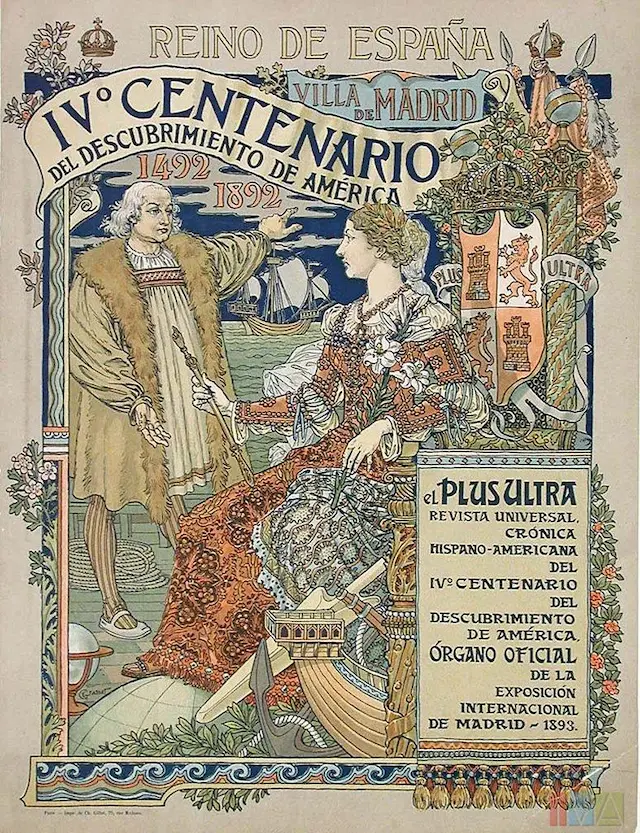 REINO DE ESPAÑA
VILLA
DE MADRID
IVº CENTENARIO
DEL DESCUBRIMIENTO DE AMÉRICA
1492
1892
PLUS ULTRA
el PLUS ULTRA
REVISTA UNIVERSAL,
CRÓNICA
HISPANO-AMERICANA
DEL
IVº CENTENARIO
DEL
DESCUBRIMIENTO
DE AMÉRICA,
ÓRGANO OFICIAL
DE LA
EXPOSICIÓN
INTERNACIONAL
DE MADRID ~ 1893.